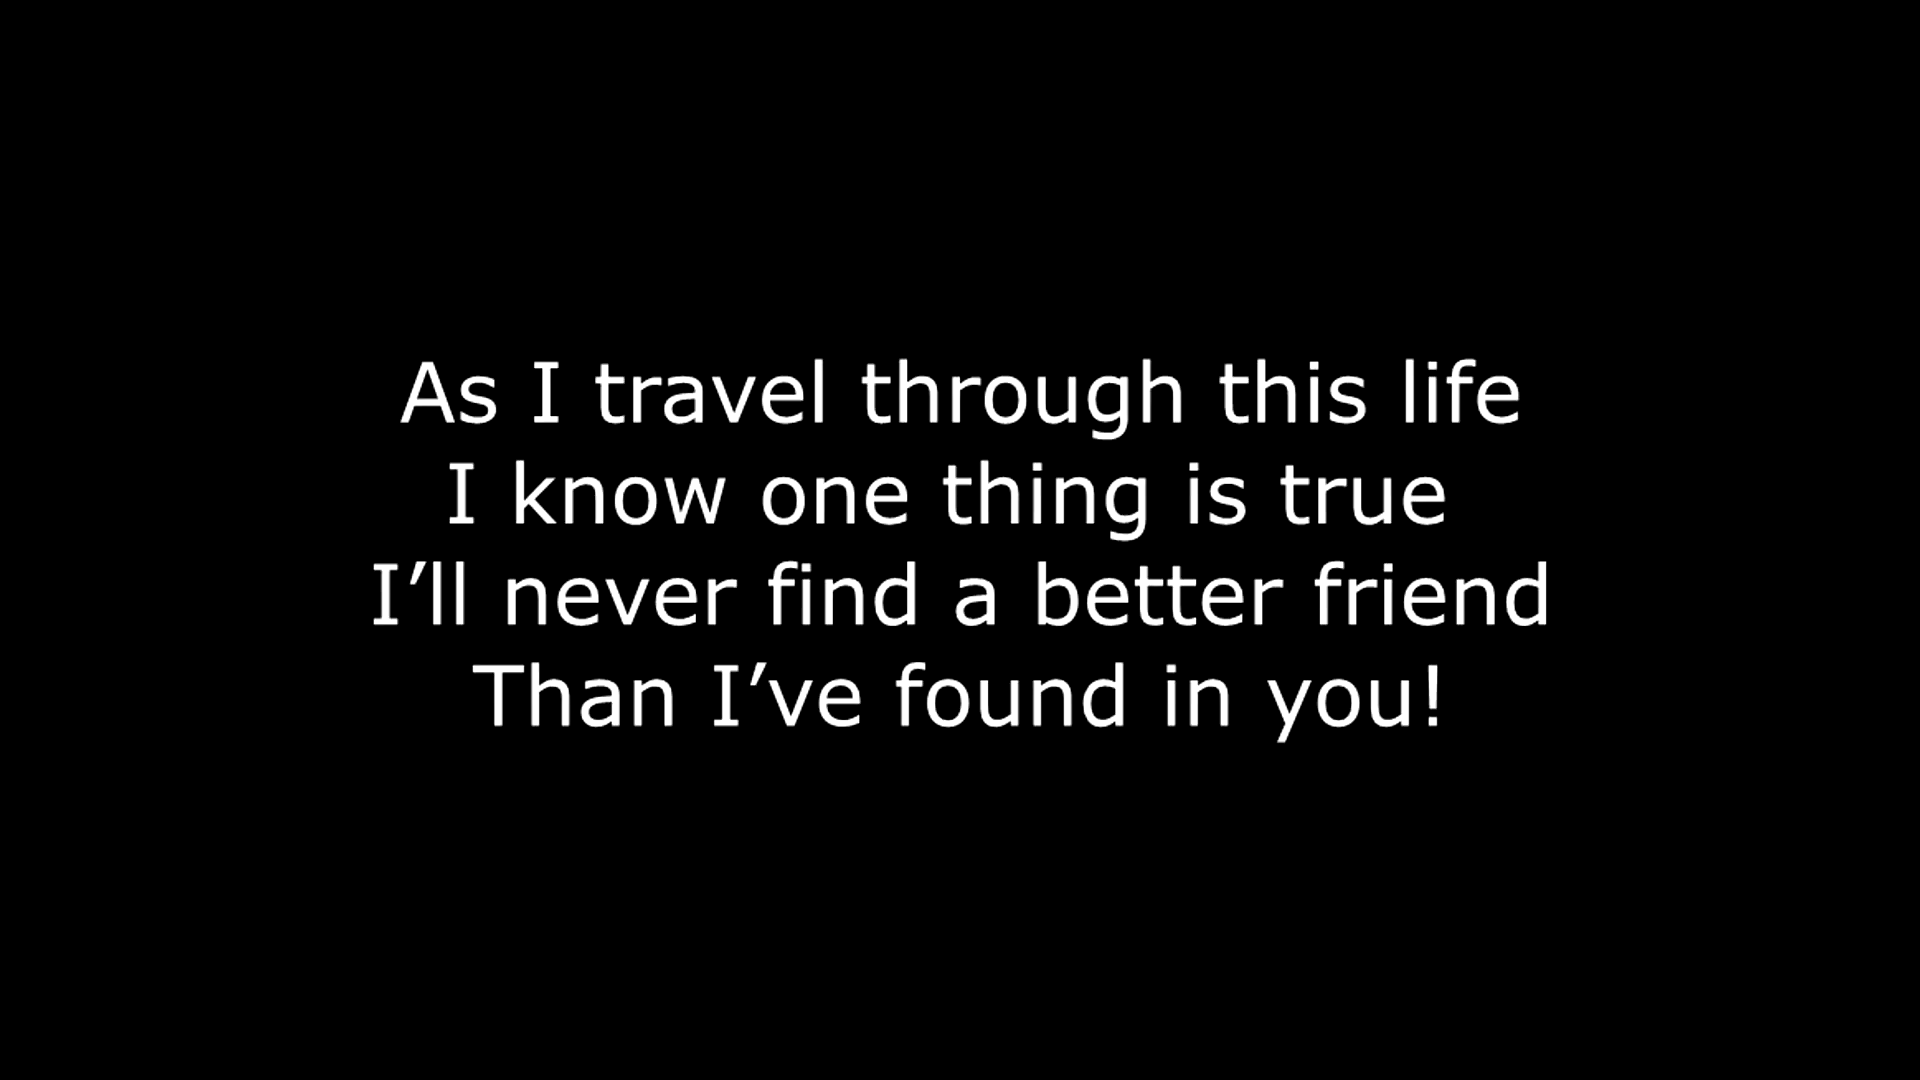 As I travel through this life
I know one thing is true
I’ll never find a better friend
Than I’ve found in you!